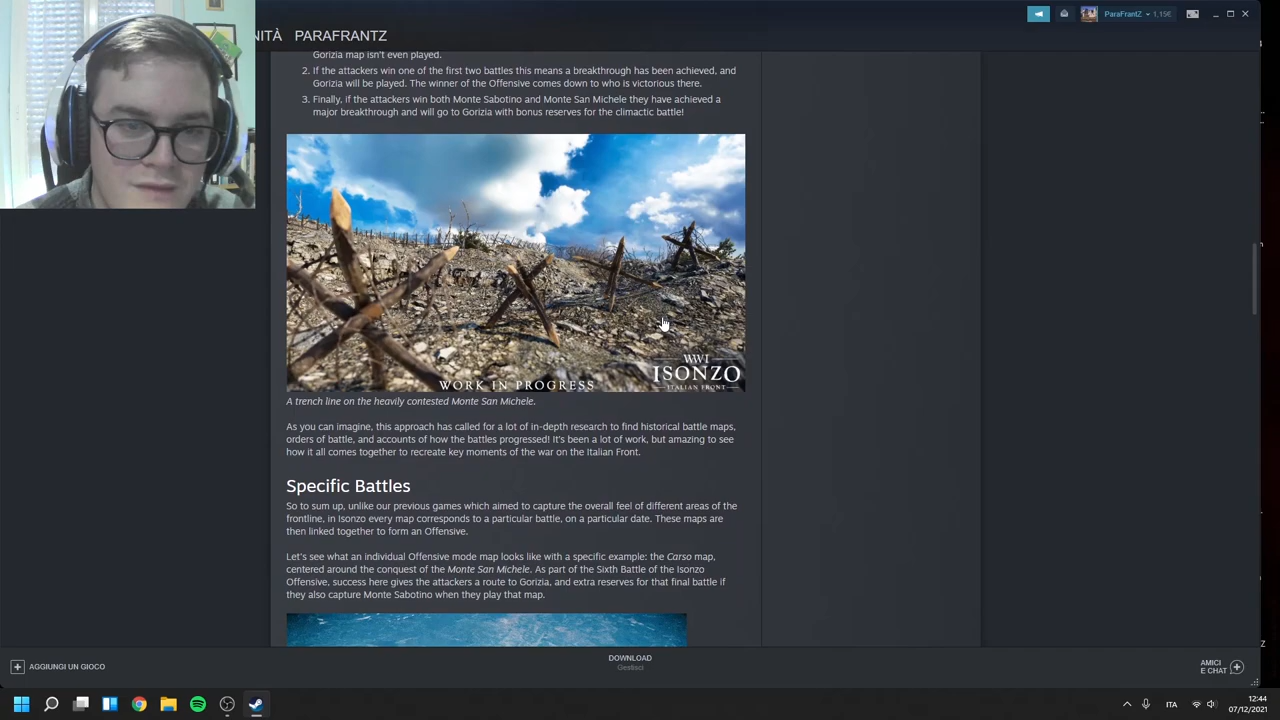 ITÀ PARAFRANTZ
ParaFrantZ 1,15€
Gorizia map isn't even played.
2. If the attackers win one of the first two battles this means a breakthrough has been achieved, and
Gorizia will be played. The winner of the Offensive comes down to who is victorious there.
3. Finally, if the attackers win both Monte Sabotino and Monte San Michele they have achieved a
major breakthrough and will go to Gorizia with bonus reserves for the climactic battle!
WWI
ISONZO
ITALIAN FRONT
WORK IN PROGRESS
A trench line on the heavily contested Monte San Michele.
As you can imagine, this approach has called for a lot of in-depth research to find historical battle maps,
orders of battle, and accounts of how the battles progressed! It's been a lot of work, but amazing to see
how it all comes together to recreate key moments of the war on the Italian Front.
Specific Battles
So to sum up, unlike our previous games which aimed to capture the overall feel of different areas of the
frontline, in Isonzo every map corresponds to a particular battle, on a particular date. These maps are
then linked together to form an Offensive.
Let's see what an individual Offensive mode map looks like with a specific example: the Carso map,
centered around the conquest of the Monte San Michele. As part of the Sixth Battle of the Isonzo
Offensive, success here gives the attackers a route to Gorizia, and extra reserves for that final battle if
they also capture Monte Sabotino when they play that map.
AGGIUNGI UN GIOCO
DOWNLOAD
Gestisci
AMICI
E CHAT
ITA
12:44
07/12/2021